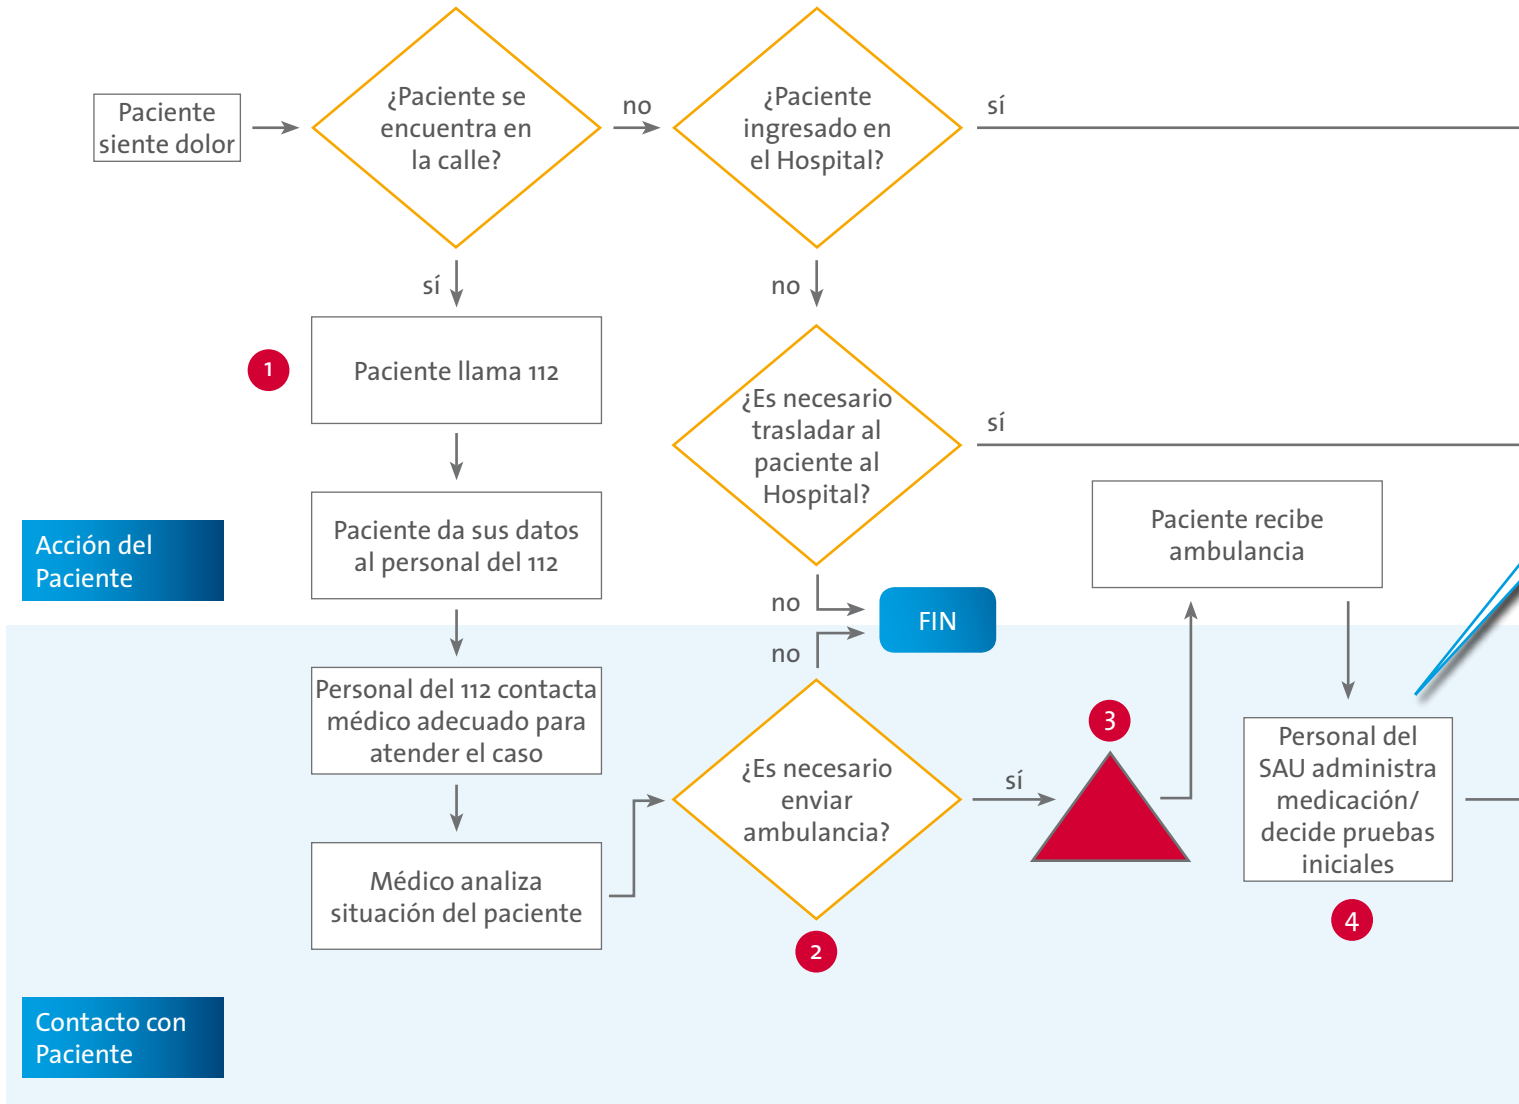 Paciente
siente dolor
¿Paciente se
encuentra en
la calle?
no
¿Paciente
ingresado en
el Hospital?
sí
sí
no
1
Paciente llama 112
¿Es necesario
trasladar al
paciente al
Hospital?
sí
Paciente da sus datos
al personal del 112
Paciente recibe
ambulancia
Acción del
Paciente
no
FIN
no
Personal del 112 contacta
médico adecuado para
atender el caso
¿Es necesario
enviar
ambulancia?
sí
3
Personal del
SAU administra
medicación/
decide pruebas
iniciales
Médico analiza
situación del paciente
2
4
Contacto con
Paciente